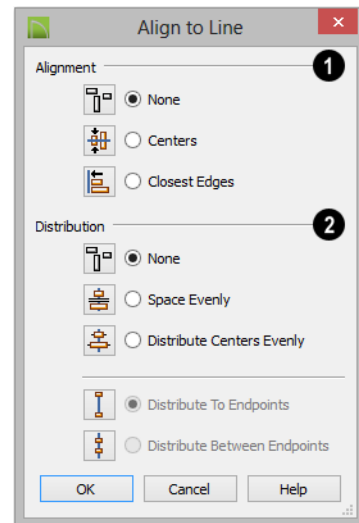 Align to Line
Alignment
1
None
Centers
Closest Edges
Distribution
2
None
Space Evenly
Distribute Centers Evenly
Distribute To Endpoints
Distribute Between Endpoints
OK Cancel Help